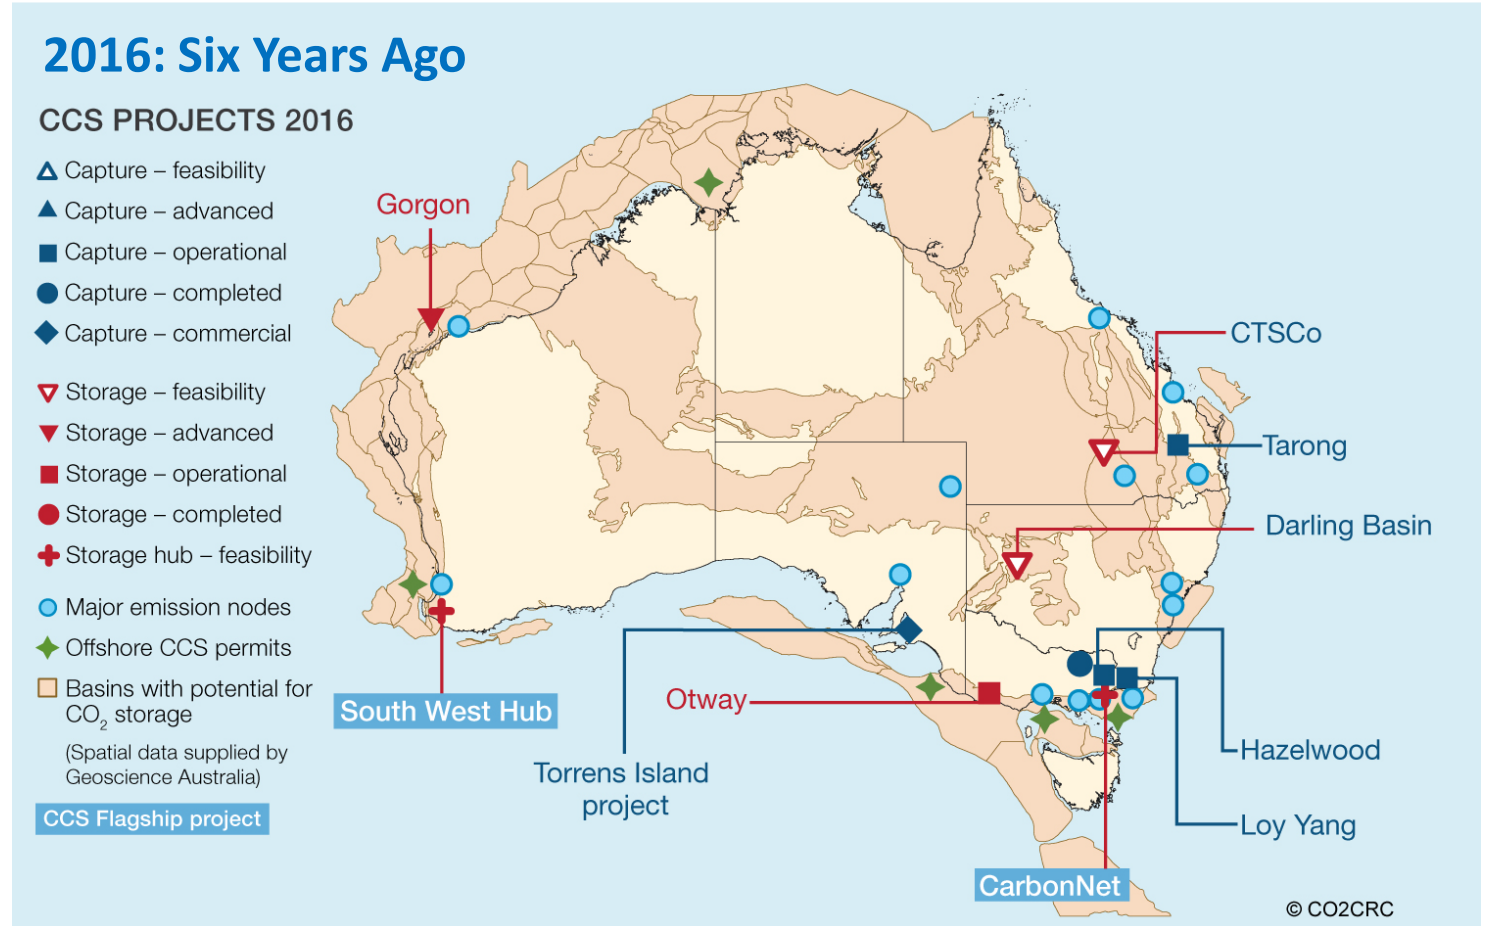 2016: Six Years Ago
CCS PROJECTS 2016
Capture – feasibility
Capture – advanced
Capture – operational
Capture – completed
Capture – commercial
Storage – feasibility
Storage – advanced
Storage – operational
Storage – completed
Storage hub – feasibility
Major emission nodes
Offshore CCS permits
Basins with potential for
CO₂ storage
(Spatial data supplied by
Geoscience Australia)
CCS Flagship project
Gorgon
CTSCo
Tarong
Darling Basin
South West Hub
Otway
Torrens Island
project
Hazelwood
Loy Yang
CarbonNet
© CO2CRC